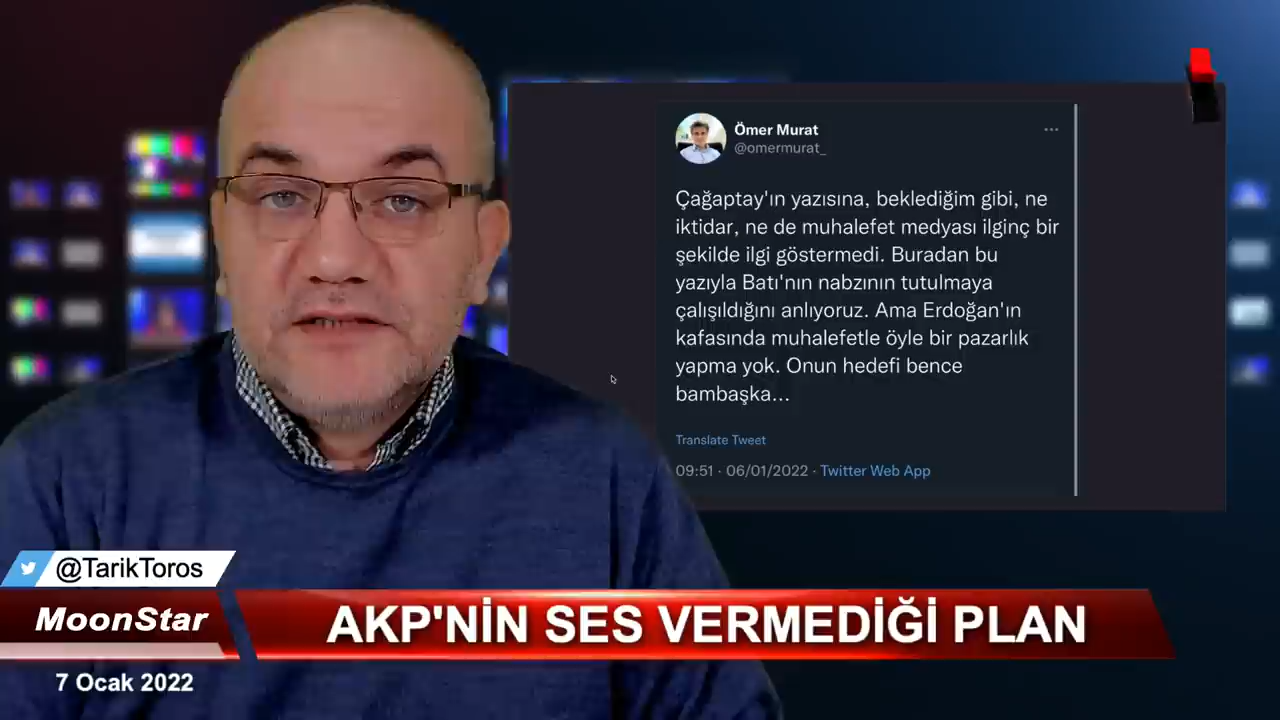 Ömer Murat
@omermurat_
Çağaptay'ın yazısına, beklediğim gibi, ne
iktidar, ne de muhalefet medyası ilginç bir
şekilde ilgi göstermedi. Buradan bu
yazıyla Batı'nın nabzının tutulmaya
çalışıldığını anlıyoruz. Ama Erdoğan'ın
kafasında muhalefetle öyle bir pazarlık
yapma yok. Onun hedefi bence
bambaşka...
Translate Tweet
09:51 · 06/01/2022 · Twitter Web App
@TarikToros
MoonStar
AKP'NİN SES VERMEDİĞİ PLAN
7 Ocak 2022